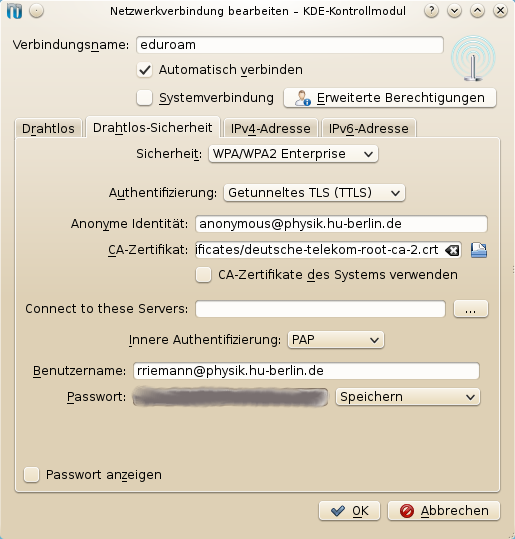 Netzwerkverbindung bearbeiten – KDE-Kontrollmodul
Verbindungsname: eduroam
Automatisch verbinden
Systemverbindung Erweiterte Berechtigungen
Drahtlos Drahtlos-Sicherheit IPv4-Adresse IPv6-Adresse
Sicherheit: WPA/WPA2 Enterprise
Authentifizierung: Getunneltes TLS (TTLS)
Anonyme Identität: anonymous@physik.hu-berlin.de
CA-Zertifikat: ificates/deutsche-telekom-root-ca-2.crt
CA-Zertifikate des Systems verwenden
Connect to these Servers: ...
Innere Authentifizierung: PAP
Benutzername: rriemann@physik.hu-berlin.de
Passwort: Speichern
Passwort anzeigen
OK Abbrechen